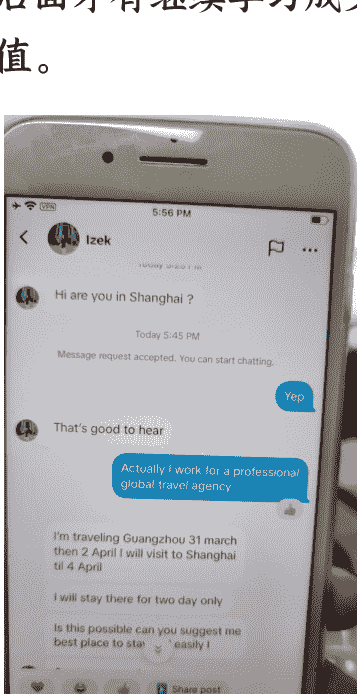 值。
VPN
5:56 PM
Izek
Hi are you in Shanghai ?
Today 5:45 PM
Message request accepted. You can start chatting.
Yep
That's good to hear
Actually I work for a professional
global travel agency
I'm traveling Guangzhou 31 march
then 2 April I will visit to Shanghai
til 4 April
I will stay there for two day only
Is this possible can you suggest me
best place to easily I
Share post